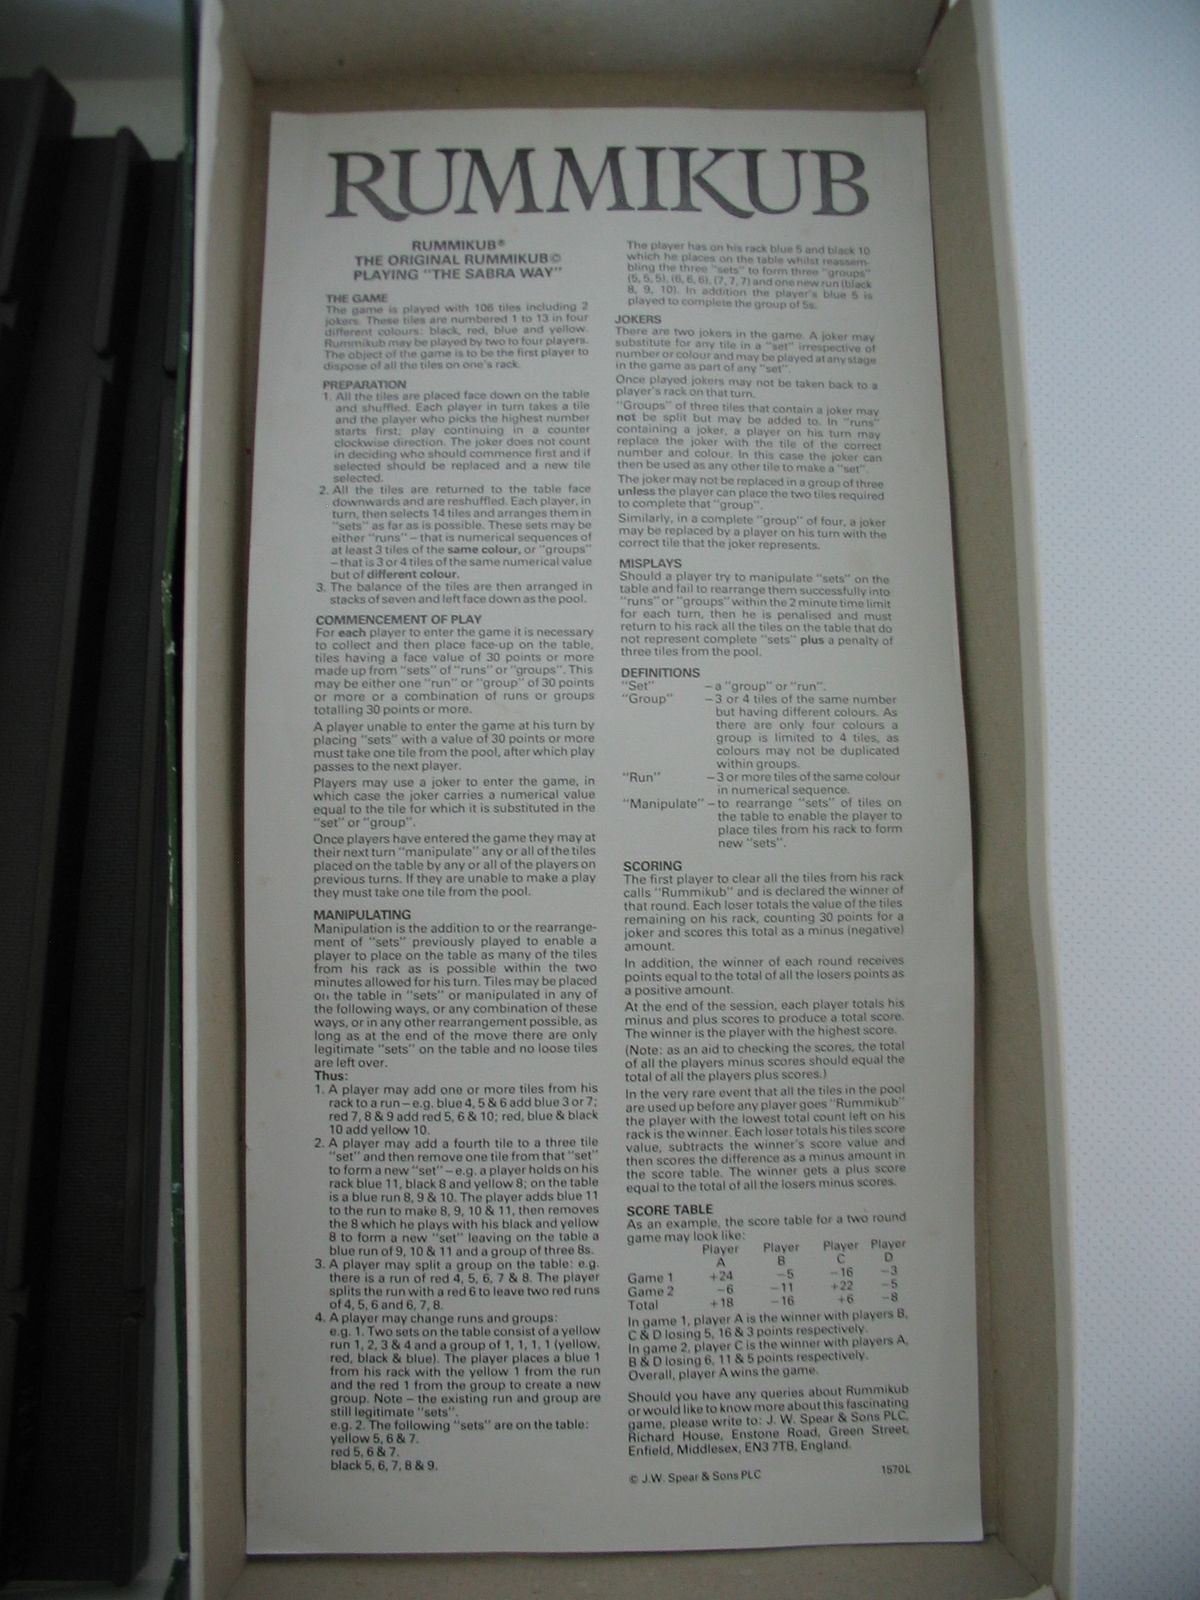 RUMMIKUB
RUMMIKUB®
THE ORIGINAL RUMMIKUB©
PLAYING "THE SABRA WAY"
THE GAME
The game is played with 106 tiles including 2
jokers. These tiles are numbered 1 to 13 in four
different colours: black, red, blue and yellow.
Rummikub may be played by two to four players.
The object of the game is to be the first player to
dispose of all the tiles on one's rack.
PREPARATION
1. All the tiles are placed face down on the table
and shuffled. Each player in turn takes a tile
and the player who picks the highest number
starts first; play continuing in a counter
clockwise direction. The joker does not count
in deciding who should commence first and if
selected should be replaced and a new tile
selected.
2. All the tiles are returned to the table face
downwards and are reshuffled. Each player, in
turn, then selects 14 tiles and arranges them in
"sets" as far as is possible. These sets may be
either "runs" – that is numerical sequences of
at least 3 tiles of the same colour, or "groups"
– that is 3 or 4 tiles of the same numerical value
but of different colour.
3. The balance of the tiles are then arranged in
stacks of seven and left face down as the pool.
COMMENCEMENT OF PLAY
For each player to enter the game it is necessary
to collect and then place face-up on the table,
tiles having a face value of 30 points or more
made up from "sets" of "runs" or "groups". This
may be either one "run" or "group" of 30 points
or more or a combination of runs or groups
totalling 30 points or more.
A player unable to enter the game at his turn by
placing "sets" with a value of 30 points or more
must take one tile from the pool, after which play
passes to the next player.
Players may use a joker to enter the game, in
which case the joker carries a numerical value
equal to the tile for which it is substituted in the
"set" or "group".
Once players have entered the game they may at
their next turn "manipulate" any or all of the tiles
placed on the table by any or all of the players on
previous turns. If they are unable to make a play
they must take one tile from the pool.
MANIPULATING
Manipulation is the addition to or the rearrange-
ment of "sets" previously played to enable a
player to place on the table as many of the tiles
from his rack as is possible within the two
minutes allowed for his turn. Tiles may be placed
on the table in "sets" or manipulated in any of
the following ways, or any combination of these
ways, or in any other rearrangement possible, as
long as at the end of the move there are only
legitimate "sets" on the table and no loose tiles
are left over.
Thus:
1. A player may add one or more tiles from his
rack to a run – e.g. blue 4, 5 & 6 add blue 3 or 7;
red 7, 8 & 9 add red 5, 6 & 10; red, blue & black
10 add yellow 10.
2. A player may add a fourth tile to a three tile
"set" and then remove one tile from that "set"
to form a new "set" – e.g. a player holds on his
rack blue 11, black 8 and yellow 8; on the table
is a blue run 8, 9 & 10. The player adds blue 11
to the run to make 8, 9, 10 & 11, then removes
the 8 which he plays with his black and yellow
8 to form a new "set" leaving on the table a
blue run of 9, 10 & 11 and a group of three 8s.
3. A player may split a group on the table: e.g.
there is a run of red 4, 5, 6, 7 & 8. The player
splits the run with a red 6 to leave two red runs
of 4, 5, 6 and 6, 7, 8.
4. A player may change runs and groups:
e.g. 1. Two sets on the table consist of a yellow
run 1, 2, 3 & 4 and a group of 1, 1, 1, 1 (yellow,
red, black & blue). The player places a blue 1
from his rack with the yellow 1 from the run
and the red 1 from the group to create a new
group. Note – the existing run and group are
still legitimate "sets".
e.g. 2. The following "sets" are on the table:
yellow 5, 6 & 7.
red 5, 6 & 7.
black 5, 6, 7, 8 & 9.
The player has on his rack blue 5 and black 10
which he places on the table whilst reassem-
bling the three "sets" to form three "groups"
(5, 5, 5), (6, 6, 6), (7, 7, 7) and one new run (black
8, 9, 10). In addition the player's blue 5 is
played to complete the group of 5s.
JOKERS
There are two jokers in the game. A joker may
substitute for any tile in a "set" irrespective of
number or colour and may be played at any stage
in the game as part of any "set".
Once played jokers may not be taken back to a
player's rack on that turn.
"Groups" of three tiles that contain a joker may
not be split but may be added to. In "runs"
containing a joker, a player on his turn may
replace the joker with the tile of the correct
number and colour. In this case the joker can
then be used as any other tile to make a "set".
The joker may not be replaced in a group of three
unless the player can place the two tiles required
to complete that "group".
Similarly, in a complete "group" of four, a joker
may be replaced by a player on his turn with the
correct tile that the joker represents.
MISPLAYS
Should a player try to manipulate "sets" on the
table and fail to rearrange them successfully into
"runs" or "groups" within the 2 minute time limit
for each turn, then he is penalised and must
return to his rack all the tiles on the table that do
not represent complete "sets" plus a penalty of
three tiles from the pool.
DEFINITIONS
"Set" – a "group" or "run".
"Group" – 3 or 4 tiles of the same number
but having different colours. As
there are only four colours a
group is limited to 4 tiles, as
colours may not be duplicated
within groups.
"Run" – 3 or more tiles of the same colour
in numerical sequence.
"Manipulate" – to rearrange "sets" of tiles on
the table to enable the player to
place tiles from his rack to form
new "sets".
SCORING
The first player to clear all the tiles from his rack
calls "Rummikub" and is declared the winner of
that round. Each loser totals the value of the tiles
remaining on his rack, counting 30 points for a
joker and scores this total as a minus (negative)
amount.
In addition, the winner of each round receives
points equal to the total of all the losers points as
a positive amount.
At the end of the session, each player totals his
minus and plus scores to produce a total score.
The winner is the player with the highest score.
(Note: as an aid to checking the scores, the total
of all the players minus scores should equal the
total of all the players plus scores.)
In the very rare event that all the tiles in the pool
are used up before any player goes "Rummikub"
the player with the lowest total count left on his
rack is the winner. Each loser totals his tiles score
value, subtracts the winner's score value and
then scores the difference as a minus amount in
the score table. The winner gets a plus score
equal to the total of all the losers minus scores.
SCORE TABLE
As an example, the score table for a two round
game may look like:
Player Player Player Player
A B C D
Game 1 +24 –5 –16 –3
Game 2 –6 –11 +22 –5
Total +18 –16 +6 –8
In game 1, player A is the winner with players B,
C & D losing 5, 16 & 3 points respectively.
In game 2, player C is the winner with players A,
B & D losing 6, 11 & 5 points respectively.
Overall, player A wins the game.
Should you have any queries about Rummikub
or would like to know more about this fascinating
game, please write to: J. W. Spear & Sons PLC,
Richard House, Enstone Road, Green Street,
Enfield, Middlesex, EN3 7TB, England.
© J.W. Spear & Sons PLC 1570L